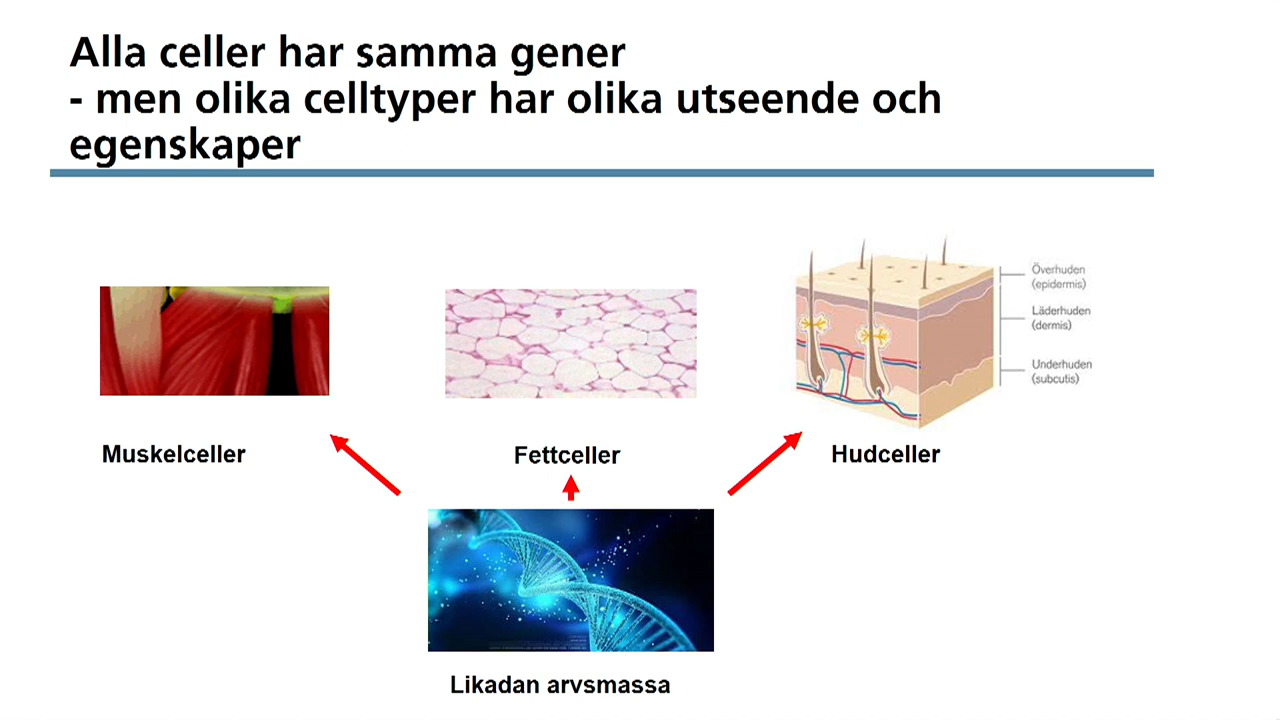 Alla celler har samma gener
- men olika celltyper har olika utseende och
egenskaper
Överhuden
(epidermis)
Läderhuden
(dermis)
Underhuden
(subcutis)
Muskelceller
Fettceller
Hudceller
Likadan arvsmassa